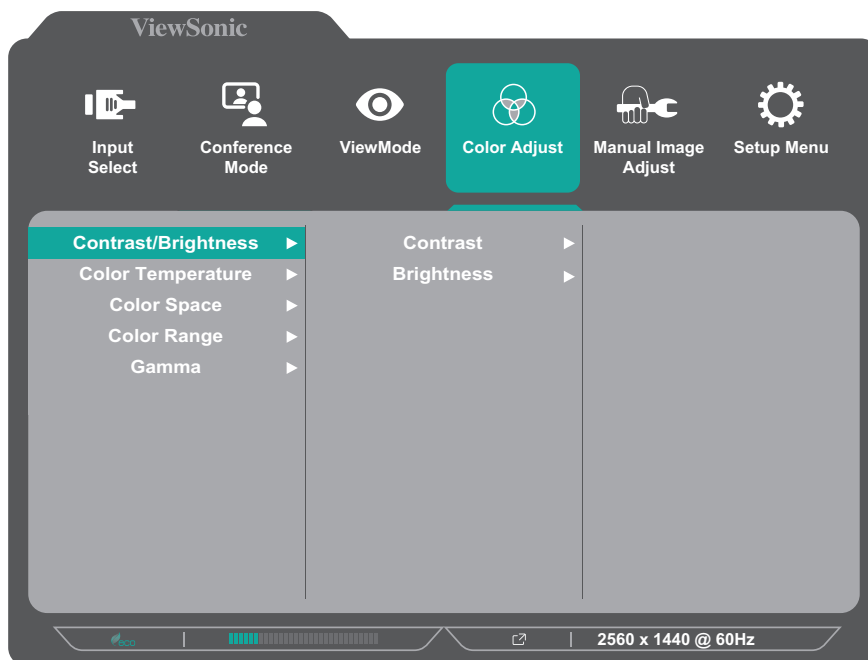 ViewSonic
Input
Select
Conference
Mode
ViewMode
Color Adjust
Manual Image
Adjust
Setup Menu
Contrast/Brightness
Color Temperature
Color Space
Color Range
Gamma
Contrast
Brightness
eco
2560 x 1440 @ 60Hz